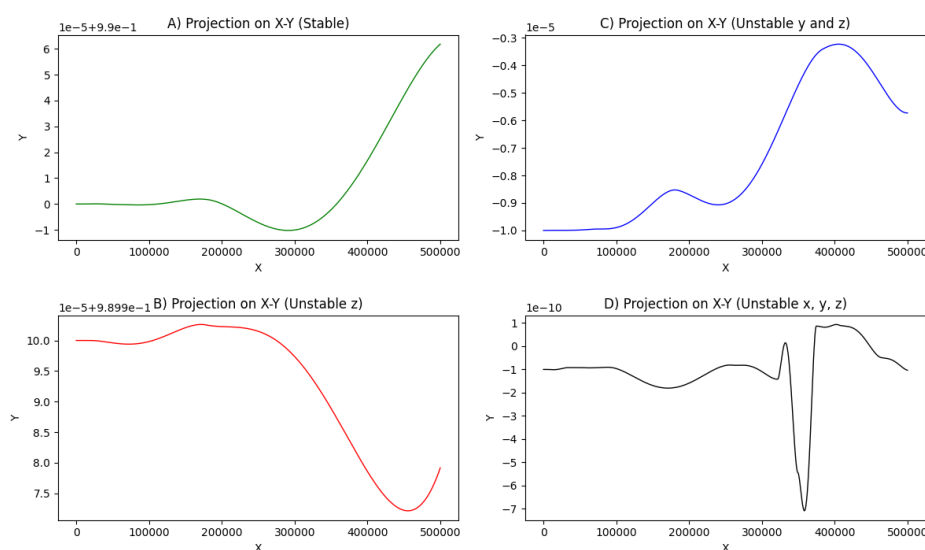 A) Projection on X-Y (Stable)
1e-5+9.9e-1
6
5
4
3
2
1
0
−1
Y
0 100000 200000 300000 400000 500000
X
C) Projection on X-Y (Unstable y and z)
1e-5
−0.3
−0.4
−0.5
−0.6
−0.7
−0.8
−0.9
−1.0
Y
0 100000 200000 300000 400000 500000
X
B) Projection on X-Y (Unstable z)
1e-5+9.899e-1
10.0
9.5
9.0
8.5
8.0
7.5
Y
0 100000 200000 300000 400000 500000
X
D) Projection on X-Y (Unstable x, y, z)
1e-10
1
0
−1
−2
−3
−4
−5
−6
−7
Y
0 100000 200000 300000 400000 500000
X